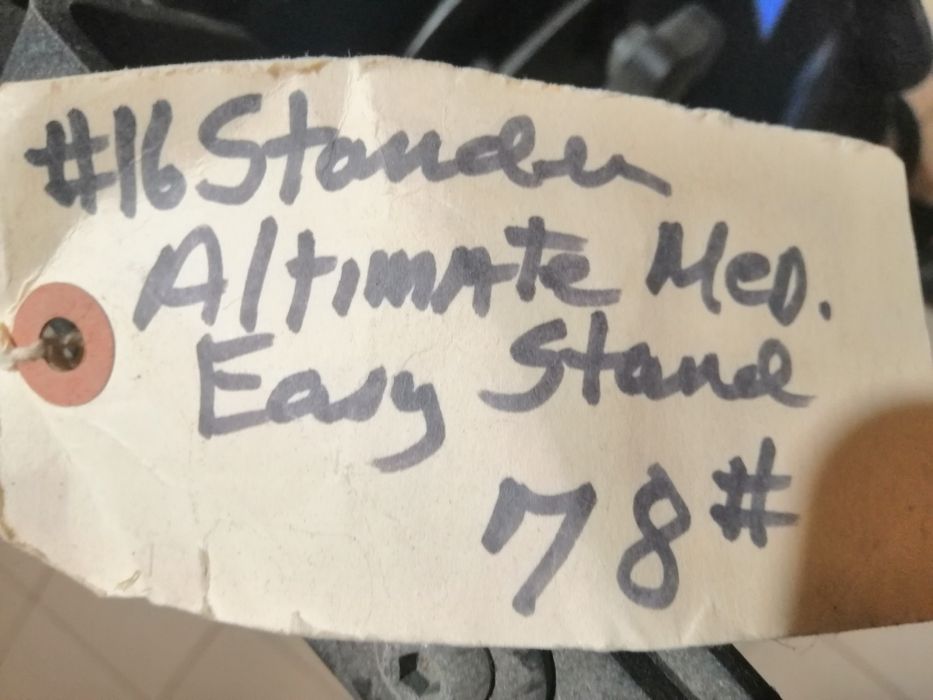 #16 Stander
Altimate Med.
Easy Stand
78#